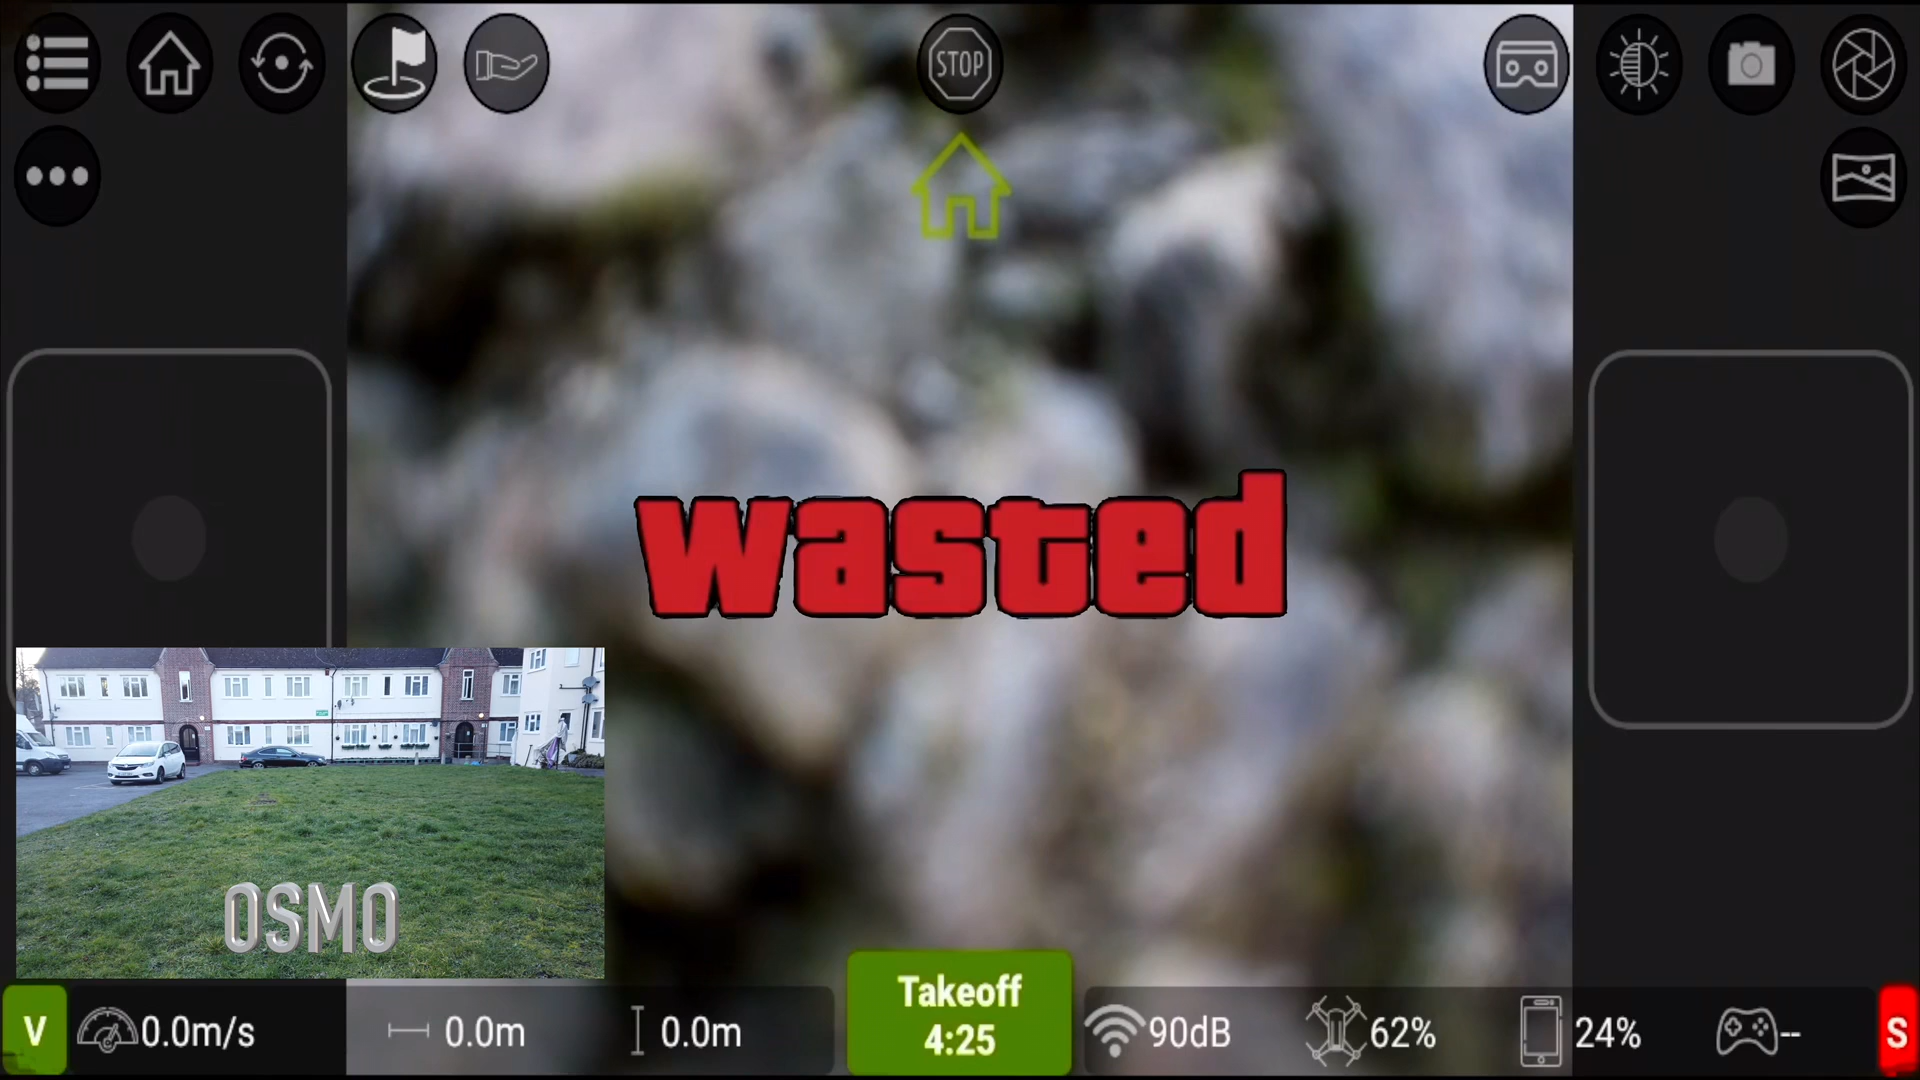 STOP
wasted
OSMO
V
0.0m/s
0.0m
0.0m
Takeoff
4:25
90dB
62%
24%
--
S